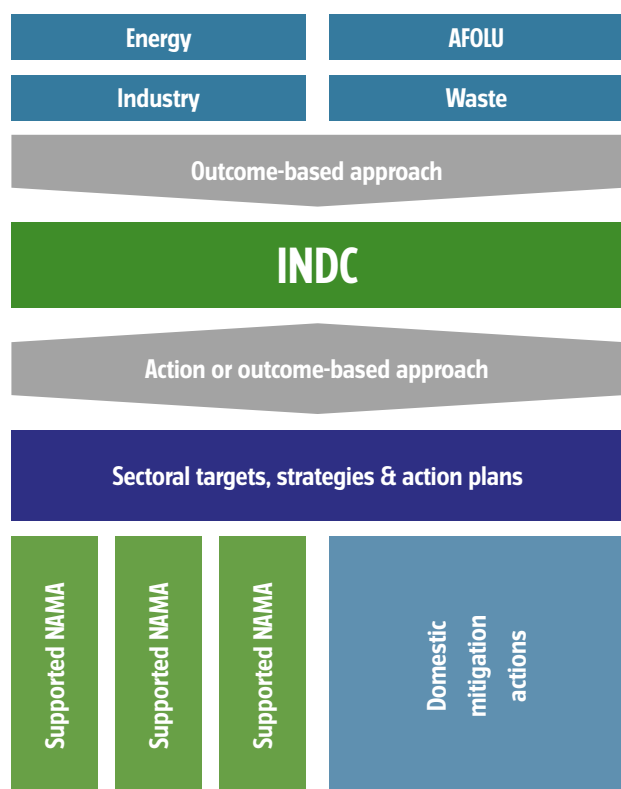 Energy
AFOLU
Industry
Waste
Outcome-based approach
INDC
Action or outcome-based approach
Sectoral targets, strategies & action plans
Supported NAMA
Supported NAMA
Supported NAMA
Domestic
mitigation
actions